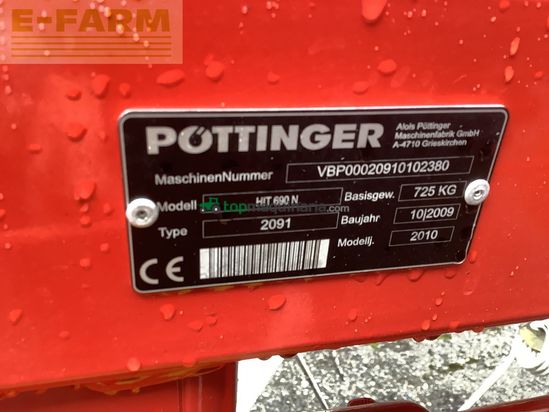 E-FARM
PÖTTINGER
Alois Pöttinger
Maschinenfabrik GmbH
A-4710 Grieskirchen
MaschinenNummer VBP00020910102380
Modell HIT 690 N Basisgew. 725 KG
topmaquinaria.com
Type 2091 Baujahr 10|2009
Modellj. 2010
CE